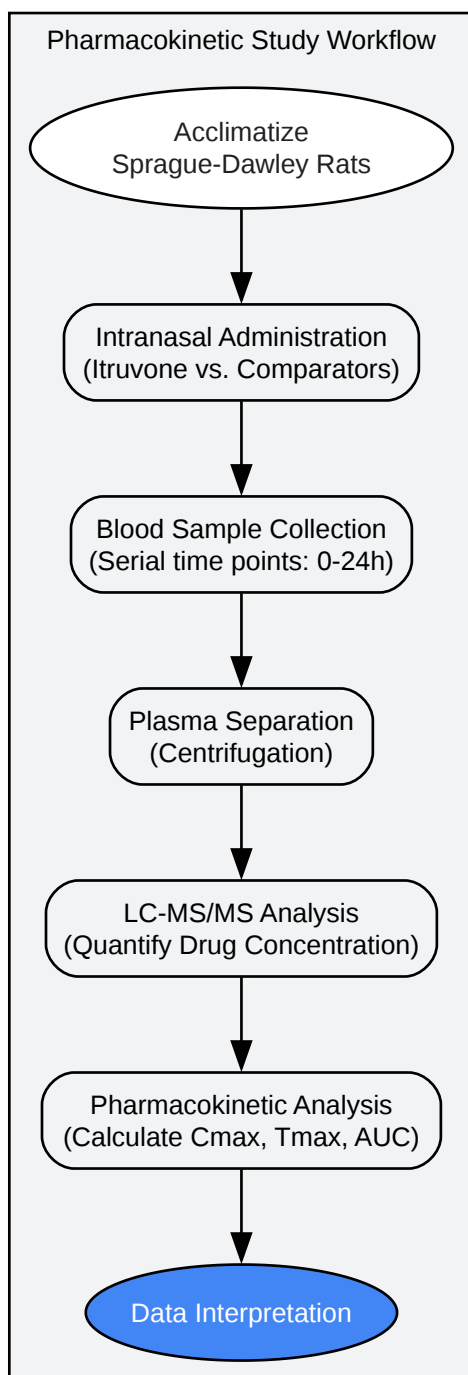 Pharmacokinetic Study Workflow
Acclimatize
Sprague-Dawley Rats
Intranasal Administration
(Itruvone vs. Comparators)
Blood Sample Collection
(Serial time points: 0-24h)
Plasma Separation
(Centrifugation)
LC-MS/MS Analysis
(Quantify Drug Concentration)
Pharmacokinetic Analysis
(Calculate Cmax, Tmax, AUC)
Data Interpretation